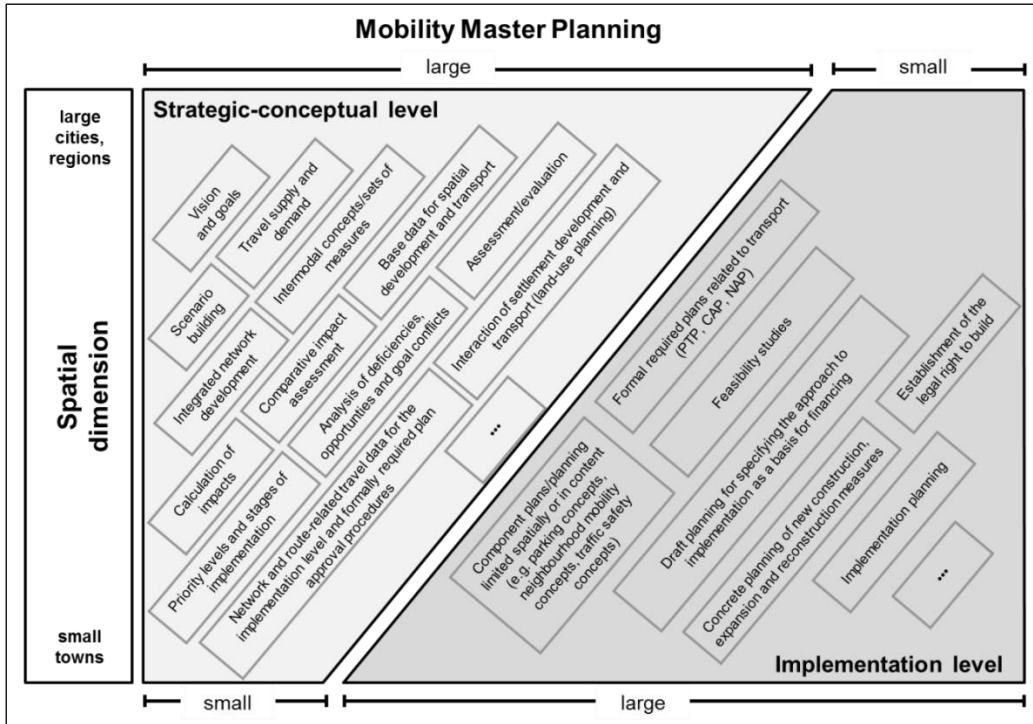 Mobility Master Planning
large
small
large
cities,
regions
Spatial
dimension
small
towns
Strategic-conceptual level
Vision
and goals
Travel supply and
demand
Intermodal concepts/sets of
measures
Base data for spatial
development and transport
Assessment/evaluation
Scenario
building
Integrated network
development
Comparative impact
assessment
Analysis of deficiencies,
opportunities and goal conflicts
Interaction of settlement development and
transport (land-use planning)
Calculation of
impacts
Priority levels and stages of
implementation
Network and route-related travel data for the
implementation level and formally required plan
approval procedures
...
Formal required plans related to transport
(PTP, CAP, NAP)
Feasibility studies
Establishment of the
legal right to build
Component plans/planning
limited spatially or in content
(e.g. parking concepts,
neighbourhood mobility
concepts, traffic safety
concepts)
Draft planning for specifying the approach to
implementation as a basis for financing
Concrete planning of new construction,
expansion and reconstruction measures
Implementation planning
...
Implementation level
small
large